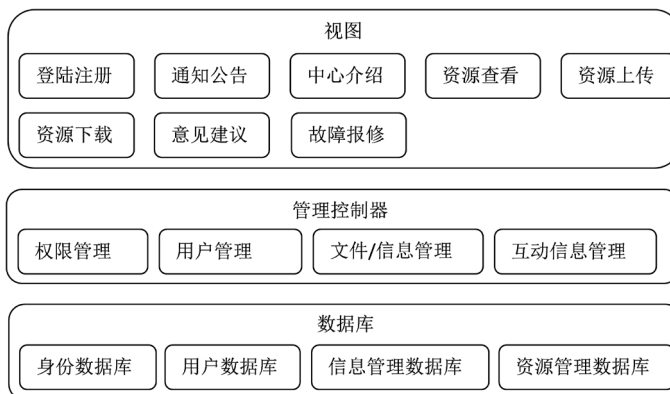 视图
登陆注册 通知公告 中心介绍 资源查看 资源上传
资源下载 意见建议 故障报修
管理控制器
权限管理 用户管理 文件/信息管理 互动信息管理
数据库
身份数据库 用户数据库 信息管理数据库 资源管理数据库